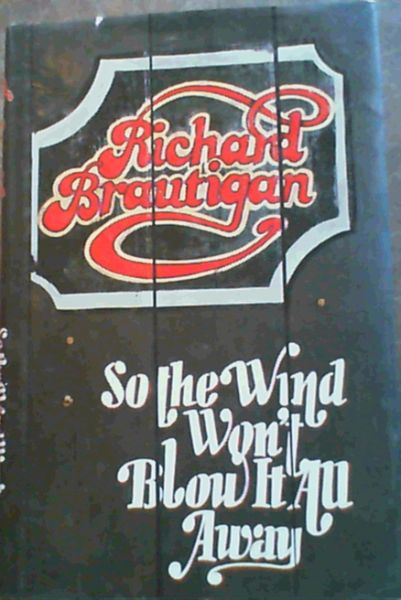 Richard
Brautigan
So the Wind
Won't
Blow It All
Away